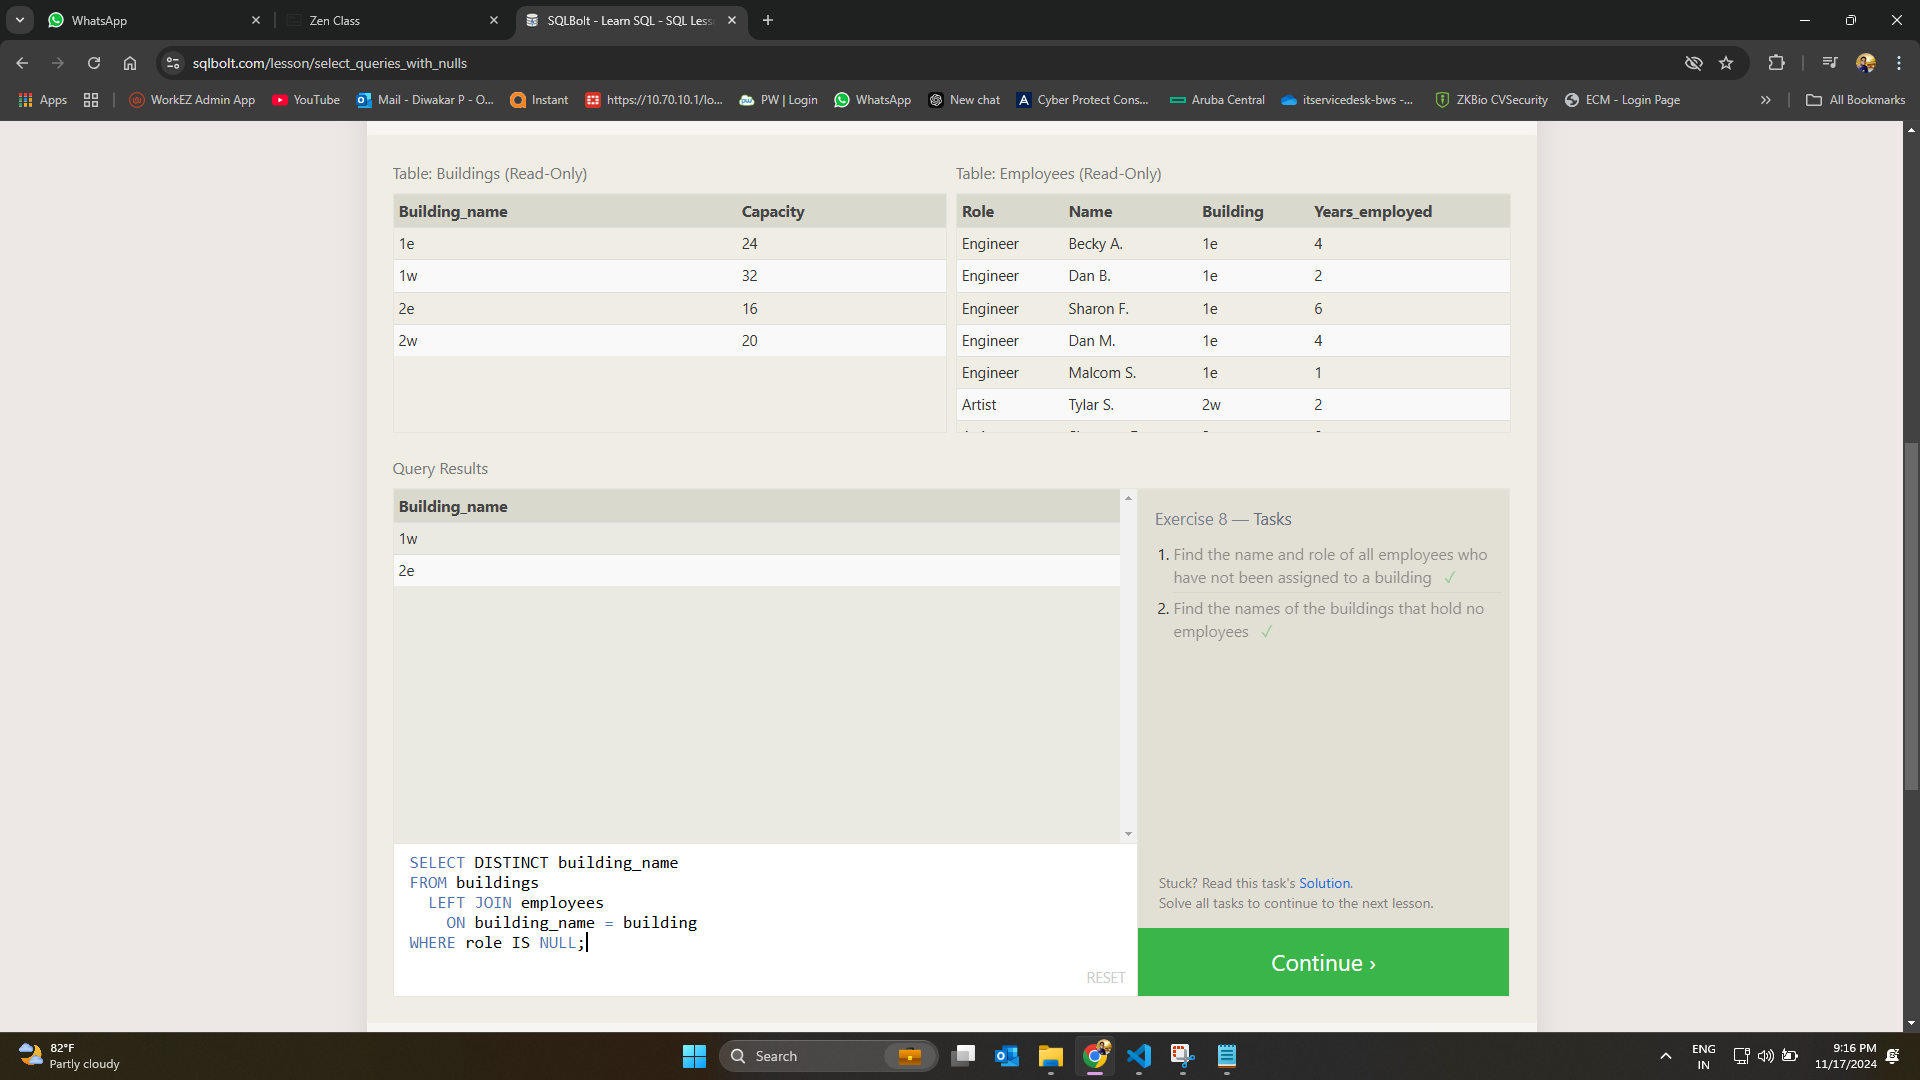 WhatsApp
Zen Class
SQLBolt - Learn SQL - SQL Less
sqlbolt.com/lesson/select_queries_with_nulls
Apps
WorkEZ Admin App
YouTube
Mail - Diwakar P - O...
Instant
https://10.70.10.1/lo...
PW | Login
WhatsApp
New chat
Cyber Protect Cons...
Aruba Central
itservicedesk-bws -...
ZKBio CVSecurity
ECM - Login Page
All Bookmarks
Table: Buildings (Read-Only)
Building_name Capacity
1e 24
1w 32
2e 16
2w 20
Table: Employees (Read-Only)
Role Name Building Years_employed
Engineer Becky A. 1e 4
Engineer Dan B. 1e 2
Engineer Sharon F. 1e 6
Engineer Dan M. 1e 4
Engineer Malcom S. 1e 1
Artist Tylar S. 2w 2
Query Results
Building_name
1w
2e
Exercise 8 — Tasks
1. Find the name and role of all employees who
have not been assigned to a building ✓
2. Find the names of the buildings that hold no
employees ✓
SELECT DISTINCT building_name
FROM buildings
LEFT JOIN employees
ON building_name = building
WHERE role IS NULL;
RESET
Stuck? Read this task's Solution.
Solve all tasks to continue to the next lesson.
Continue ›
82°F
Partly cloudy
Search
ENG
IN
9:16 PM
11/17/2024